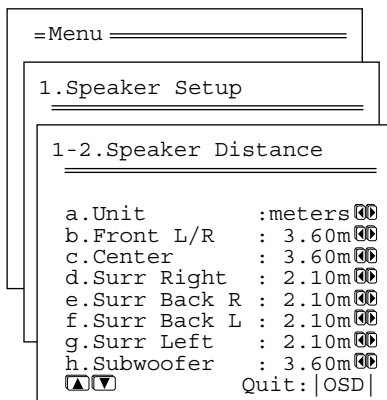 =Menu
1.Speaker Setup
1-2.Speaker Distance
a.Unit :meters
b.Front L/R : 3.60m
c.Center : 3.60m
d.Surr Right : 2.10m
e.Surr Back R : 2.10m
f.Surr Back L : 2.10m
g.Surr Left : 2.10m
h.Subwoofer : 3.60m
Quit:|OSD|